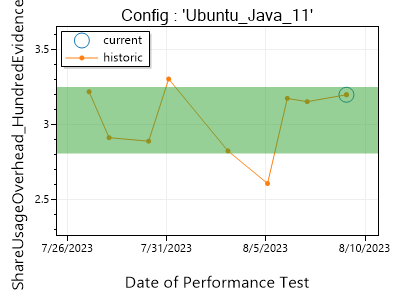 Config : 'Ubuntu_Java_11'
ShareUsageOverhead_HundredEvidence
current
historic
3.5
3
2.5
7/26/2023
7/31/2023
8/5/2023
8/10/2023
Date of Performance Test